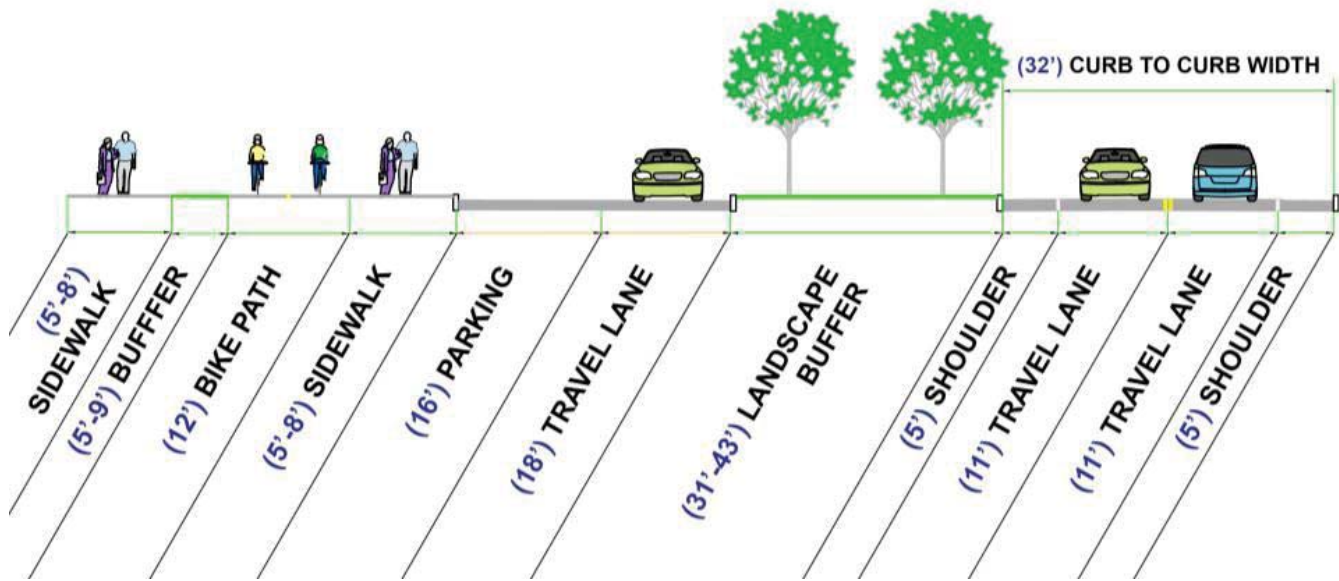 (32’) CURB TO CURB WIDTH
(5’-8’)
SIDEWALK
(5’-9’) BUFFFER
(12’) BIKE PATH
(5’-8’) SIDEWALK
(16’) PARKING
(18’) TRAVEL LANE
(31’-43’) LANDSCAPE
BUFFER
(5’) SHOULDER
(11’) TRAVEL LANE
(11’) TRAVEL LANE
(5’) SHOULDER